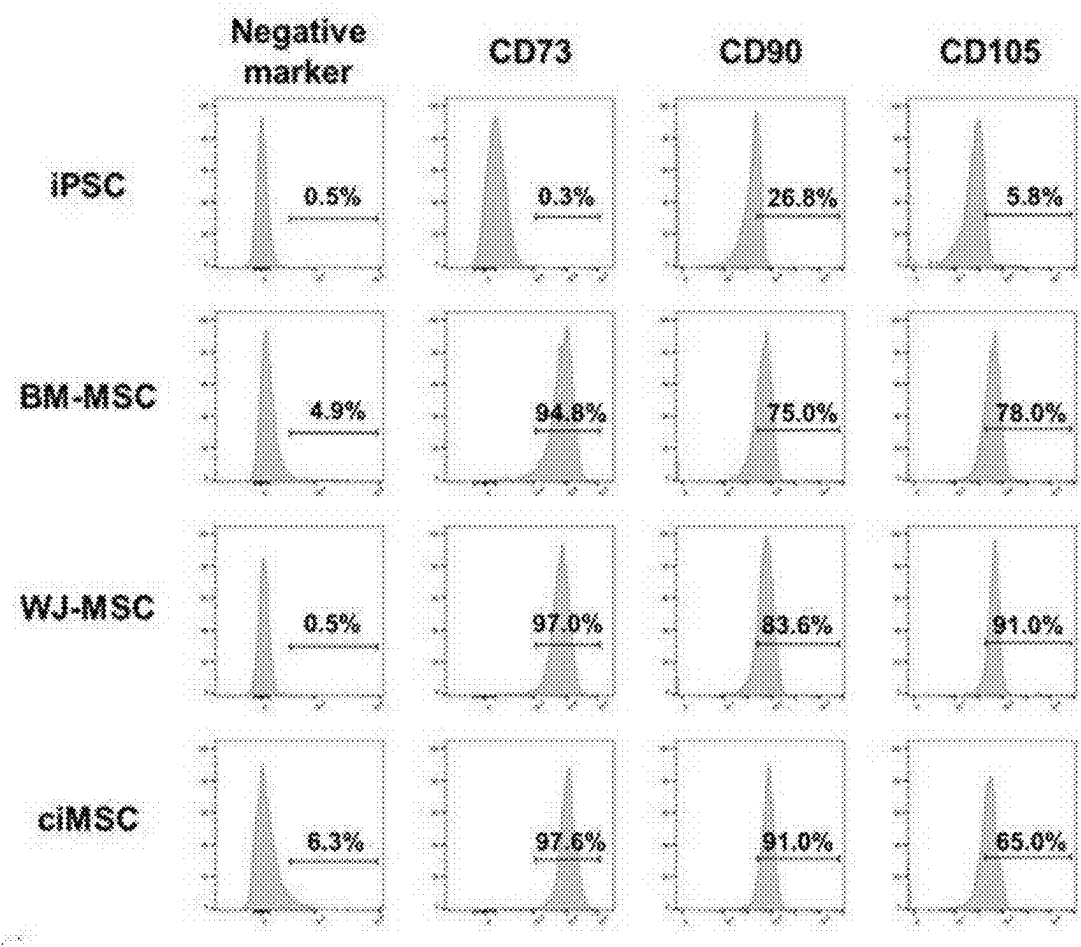 Negative
marker
CD73
CD90
CD105
iPSC
0.5%
0.3%
26.8%
5.8%
BM-MSC
4.9%
94.8%
75.0%
78.0%
WJ-MSC
0.5%
97.0%
83.6%
91.0%
ciMSC
6.3%
97.6%
91.0%
65.0%